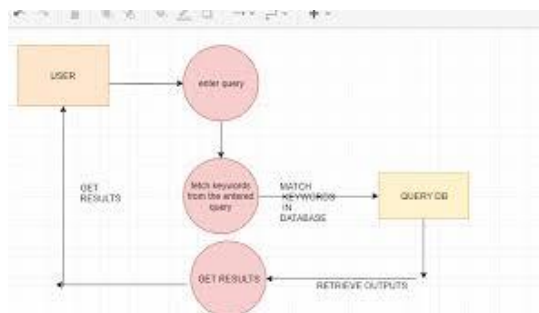 USER
enter query
fetch keywords
from the entered
query
MATCH
KEYWORDS
IN
DATABASE
QUERY DB
GET
RESULTS
GET RESULTS
RETRIEVE OUTPUTS